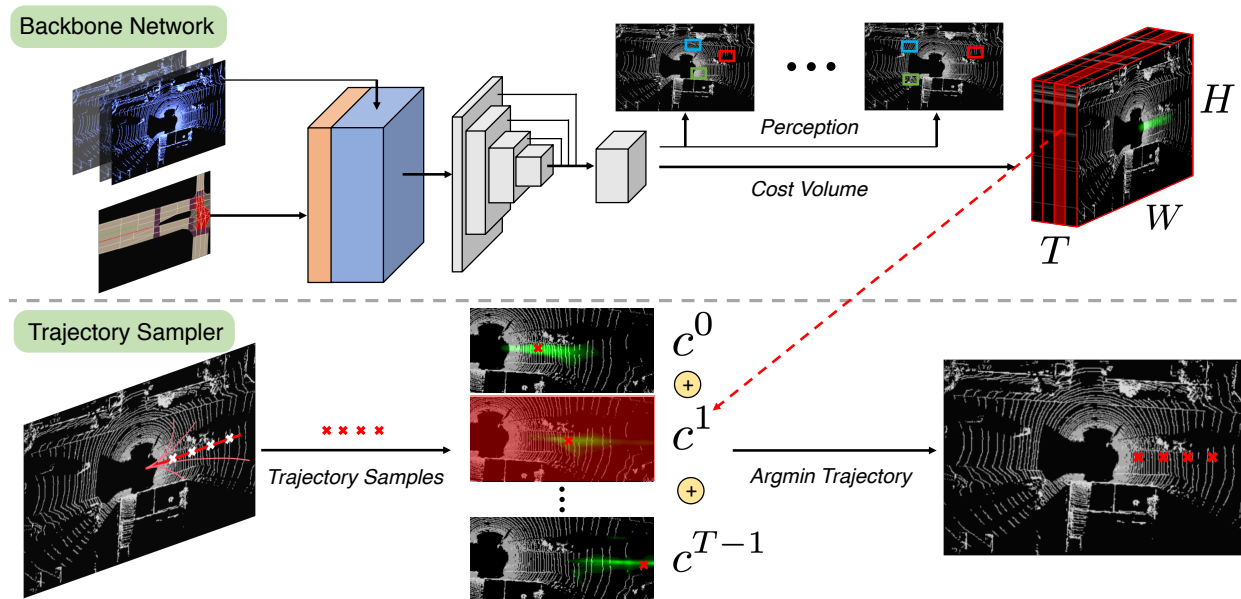 Backbone Network
Perception
Cost Volume
H
W
T
Trajectory Sampler
c^0
+
c^1
Trajectory Samples
Argmin Trajectory
+
c^{T-1}